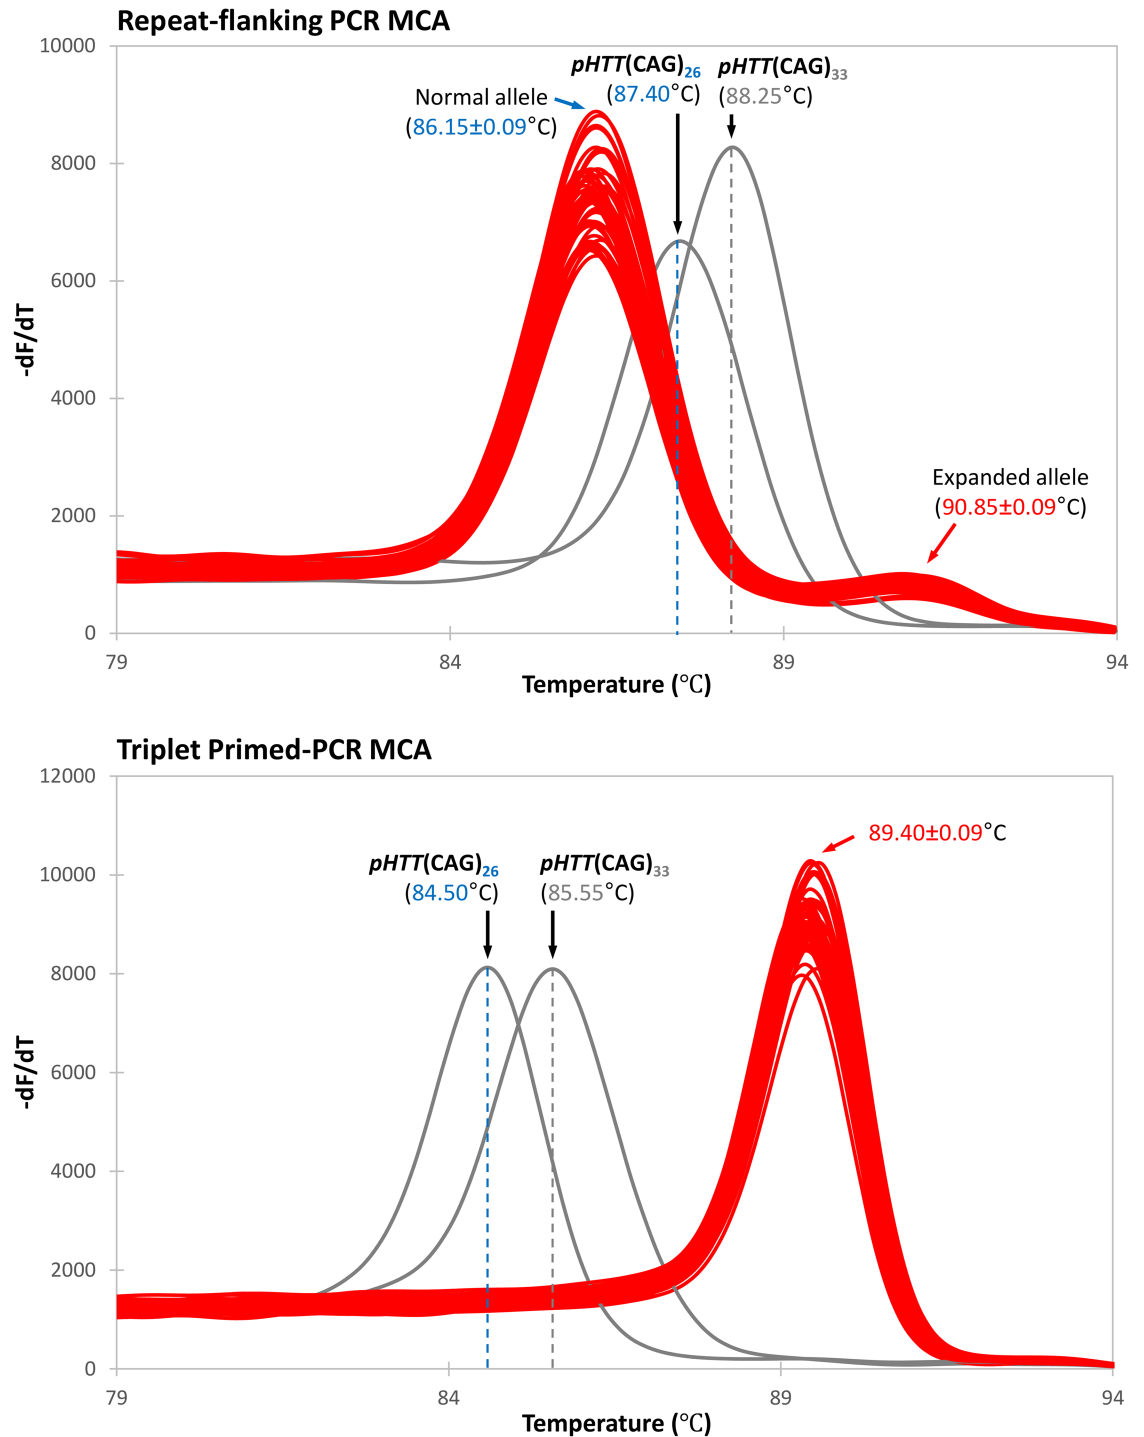 Repeat-flanking PCR MCA
10000
8000
6000
4000
2000
0
-dF/dT
Normal allele
(86.15±0.09°C)
pHTT(CAG)26
(87.40°C)
pHTT(CAG)33
(88.25°C)
Expanded allele
(90.85±0.09°C)
79 84 89 94
Temperature (℃)
Triplet Primed-PCR MCA
12000
10000
8000
6000
4000
2000
0
-dF/dT
pHTT(CAG)26
(84.50°C)
pHTT(CAG)33
(85.55°C)
89.40±0.09°C
79 84 89 94
Temperature (℃)